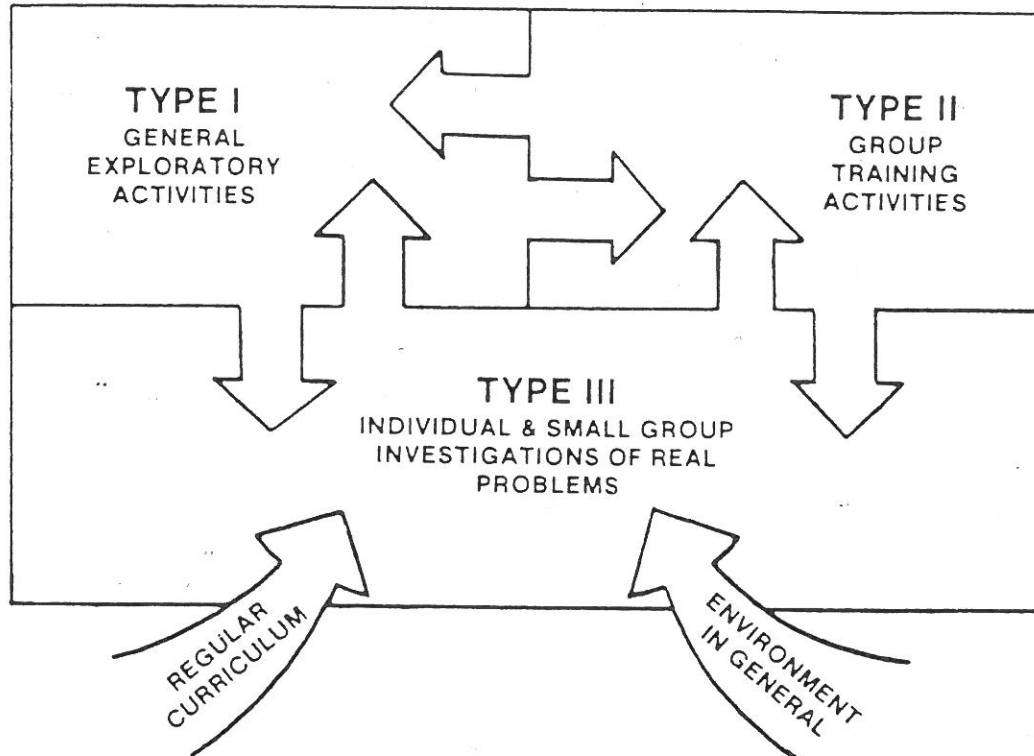 TYPE I
GENERAL
EXPLORATORY
ACTIVITIES
TYPE II
GROUP
TRAINING
ACTIVITIES
TYPE III
INDIVIDUAL & SMALL GROUP
INVESTIGATIONS OF REAL
PROBLEMS
REGULAR
CURRICULUM
ENVIRONMENT
IN GENERAL